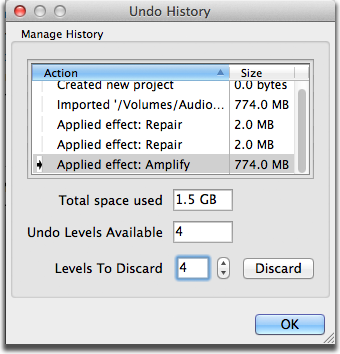 Undo History
Manage History
Action Size
Created new project 0.0 bytes
Imported '/Volumes/Audio... 774.0 MB
Applied effect: Repair 2.0 MB
Applied effect: Repair 2.0 MB
Applied effect: Amplify 774.0 MB
Total space used 1.5 GB
Undo Levels Available 4
Levels To Discard 4 Discard
OK